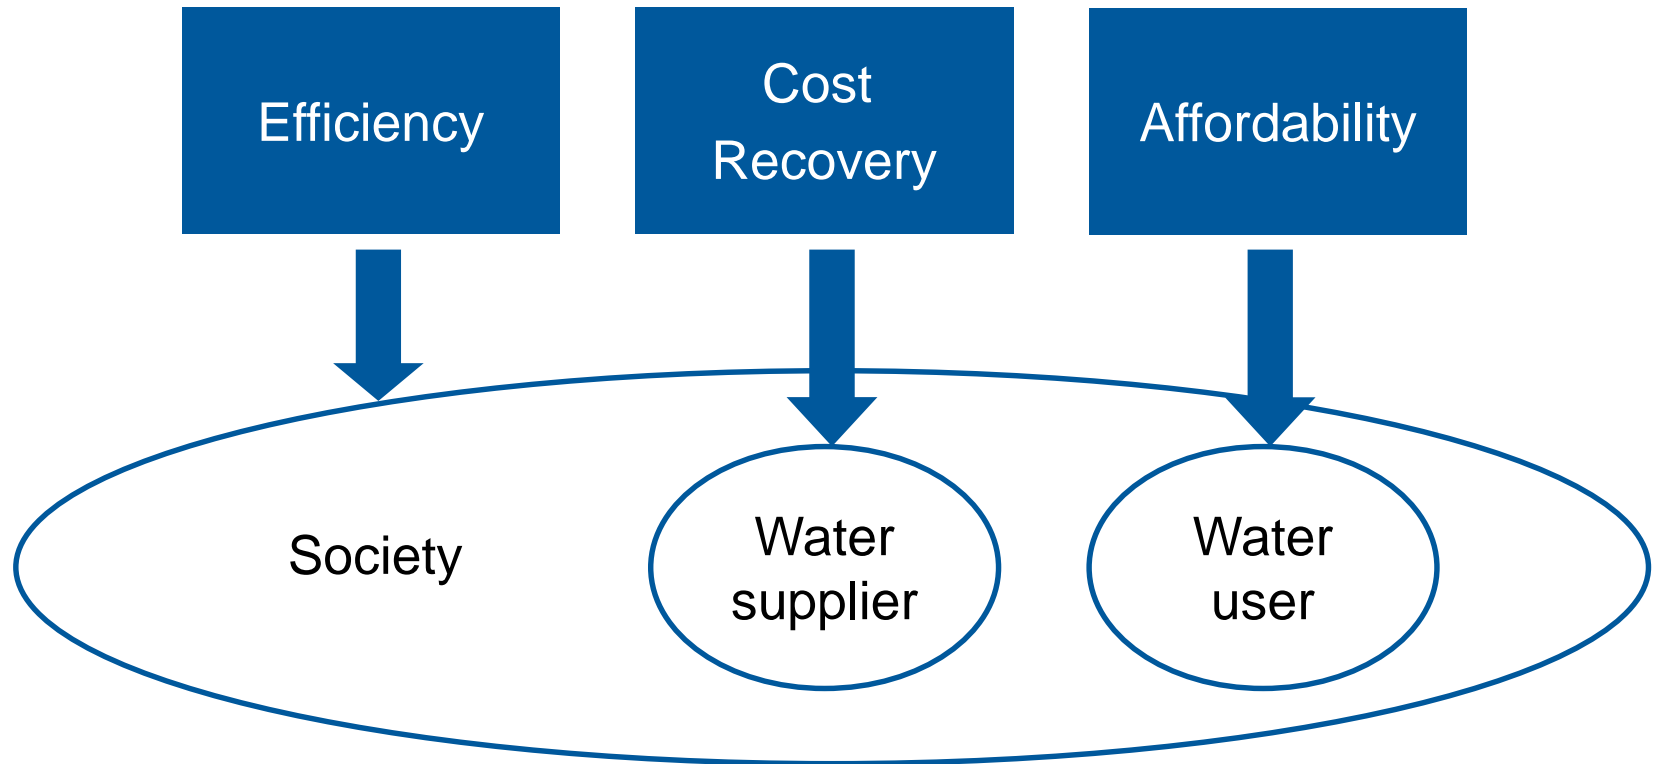 Efficiency
Cost
Recovery
Affordability
Society
Water
supplier
Water
user